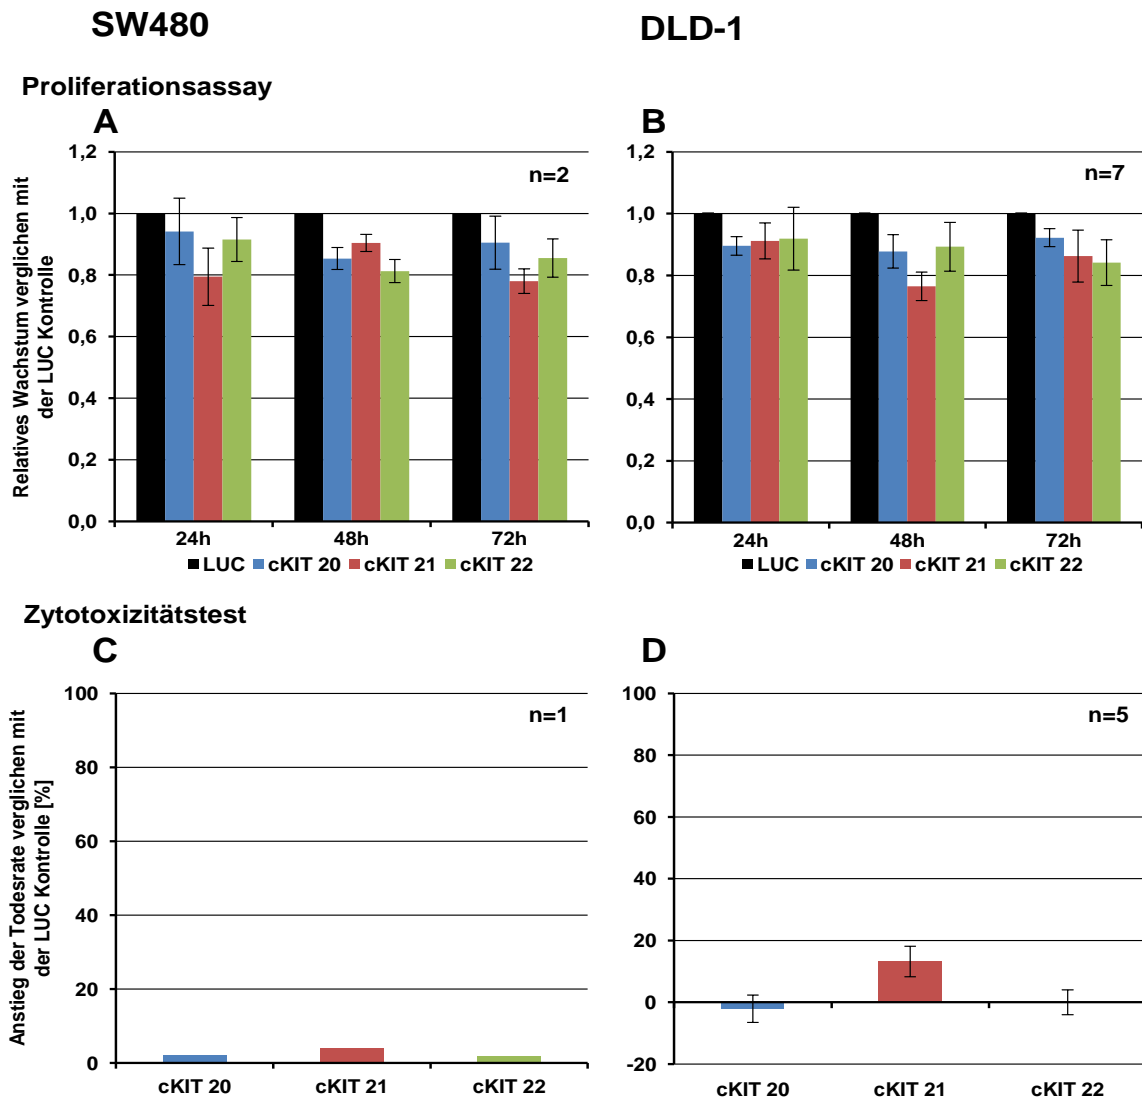 SW480
DLD-1
Proliferationsassay
A
B
Relatives Wachstum verglichen mit
der LUC Kontrolle
1,2
1,0
0,8
0,6
0,4
0,2
0,0
n=2
24h 48h 72h
LUC cKIT 20 cKIT 21 cKIT 22
1,2
1,0
0,8
0,6
0,4
0,2
0,0
n=7
24h 48h 72h
LUC cKIT 20 cKIT 21 cKIT 22
Zytotoxizitätstest
C
D
Anstieg der Todesrate verglichen mit
der LUC Kontrolle [%]
100
80
60
40
20
0
n=1
cKIT 20 cKIT 21 cKIT 22
100
80
60
40
20
0
-20
n=5
cKIT 20 cKIT 21 cKIT 22